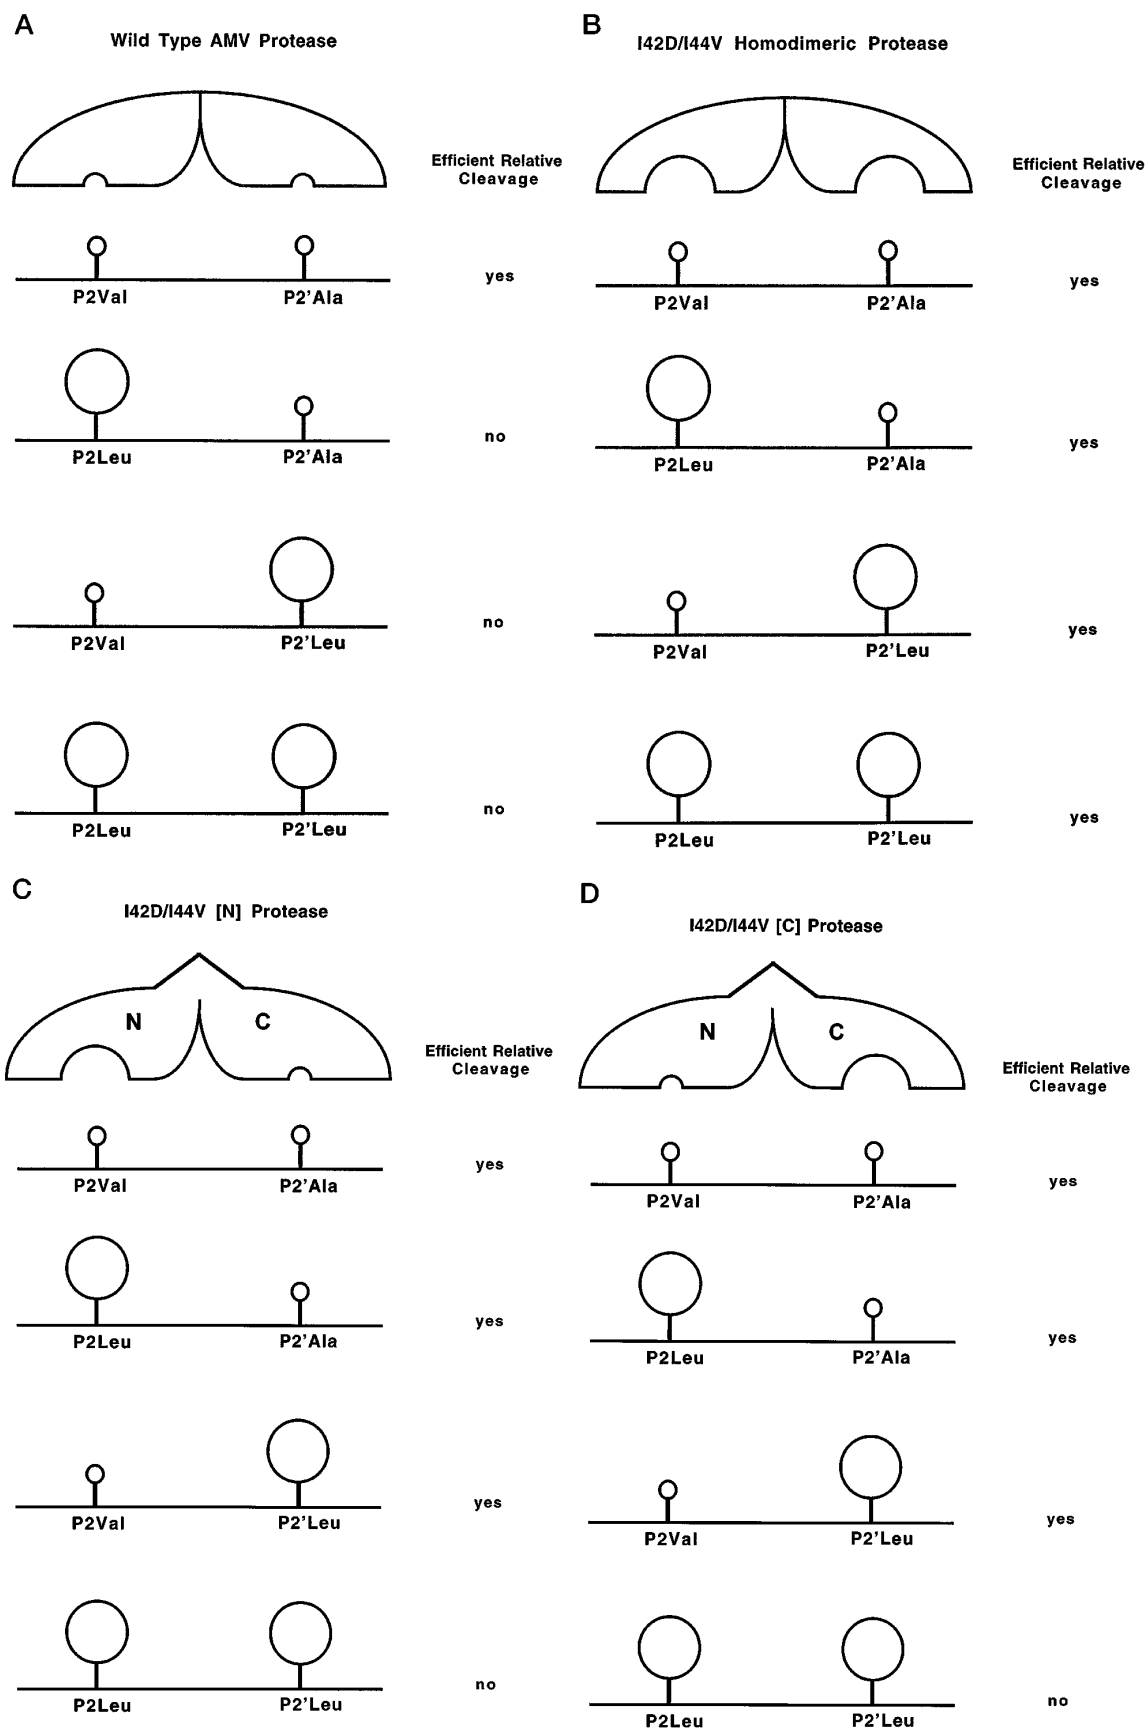 A
Wild Type AMV Protease
Efficient Relative
Cleavage
P2Val P2'Ala yes
P2Leu P2'Ala no
P2Val P2'Leu no
P2Leu P2'Leu no
B
I42D/I44V Homodimeric Protease
Efficient Relative
Cleavage
P2Val P2'Ala yes
P2Leu P2'Ala yes
P2Val P2'Leu yes
P2Leu P2'Leu yes
C
I42D/I44V [N] Protease
N C
Efficient Relative
Cleavage
P2Val P2'Ala yes
P2Leu P2'Ala yes
P2Val P2'Leu yes
P2Leu P2'Leu no
D
I42D/I44V [C] Protease
N C
Efficient Relative
Cleavage
P2Val P2'Ala yes
P2Leu P2'Ala yes
P2Val P2'Leu yes
P2Leu P2'Leu no